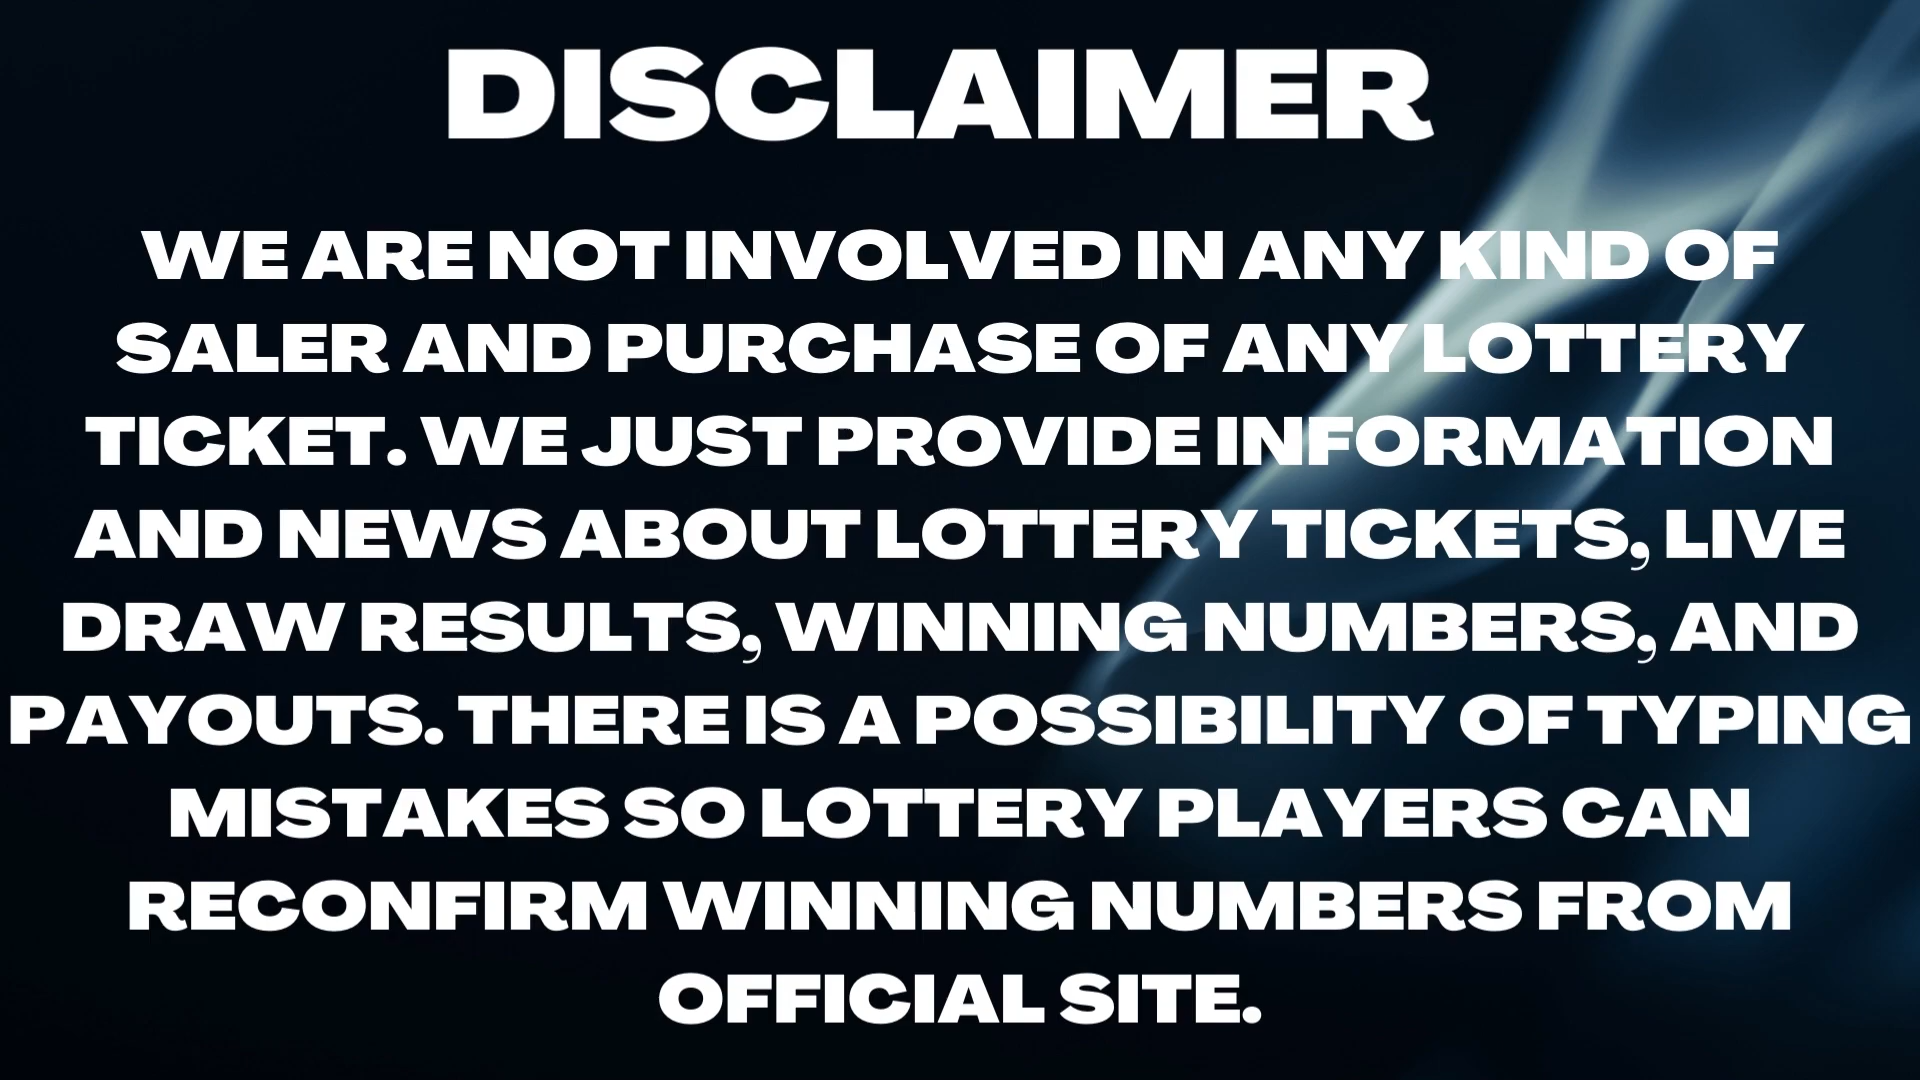 DISCLAIMER
WE ARE NOT INVOLVED IN ANY KIND OF
SALER AND PURCHASE OF ANY LOTTERY
TICKET. WE JUST PROVIDE INFORMATION
AND NEWS ABOUT LOTTERY TICKETS, LIVE
DRAW RESULTS, WINNING NUMBERS, AND
PAYOUTS. THERE IS A POSSIBILITY OF TYPING
MISTAKES SO LOTTERY PLAYERS CAN
RECONFIRM WINNING NUMBERS FROM
OFFICIAL SITE.